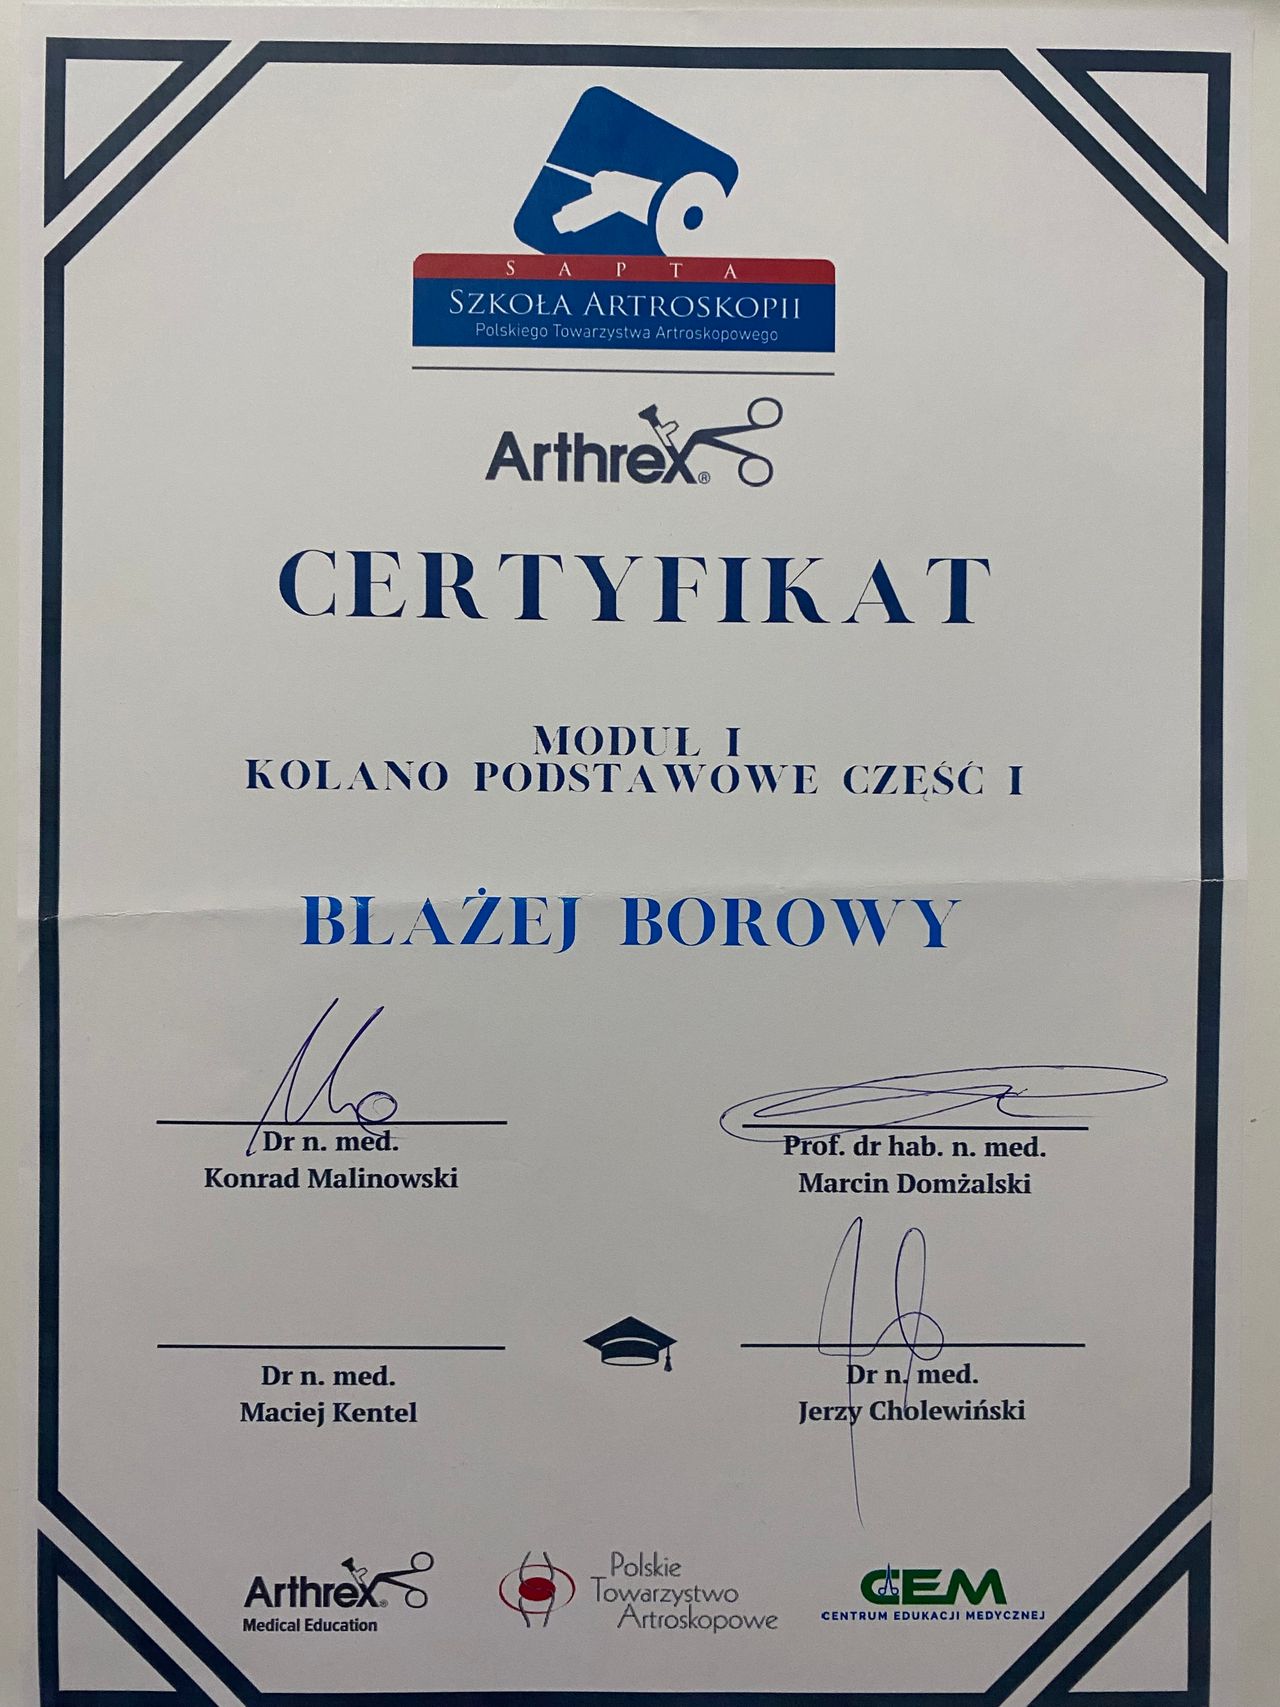 S A P T A
SZKOŁA ARTROSKOPII
Polskiego Towarzystwa Artroskopowego
Arthrex®
CERTYFIKAT
MODUŁ I
KOLANO PODSTAWOWE CZĘŚĆ I
BŁAŻEJ BOROWY
Dr n. med.
Konrad Malinowski
Prof. dr hab. n. med.
Marcin Domżalski
Dr n. med.
Maciej Kentel
Dr n. med.
Jerzy Cholewiński
Arthrex®
Medical Education
Polskie
Towarzystwo
Artroskopowe
CEM
CENTRUM EDUKACJI MEDYCZNEJ